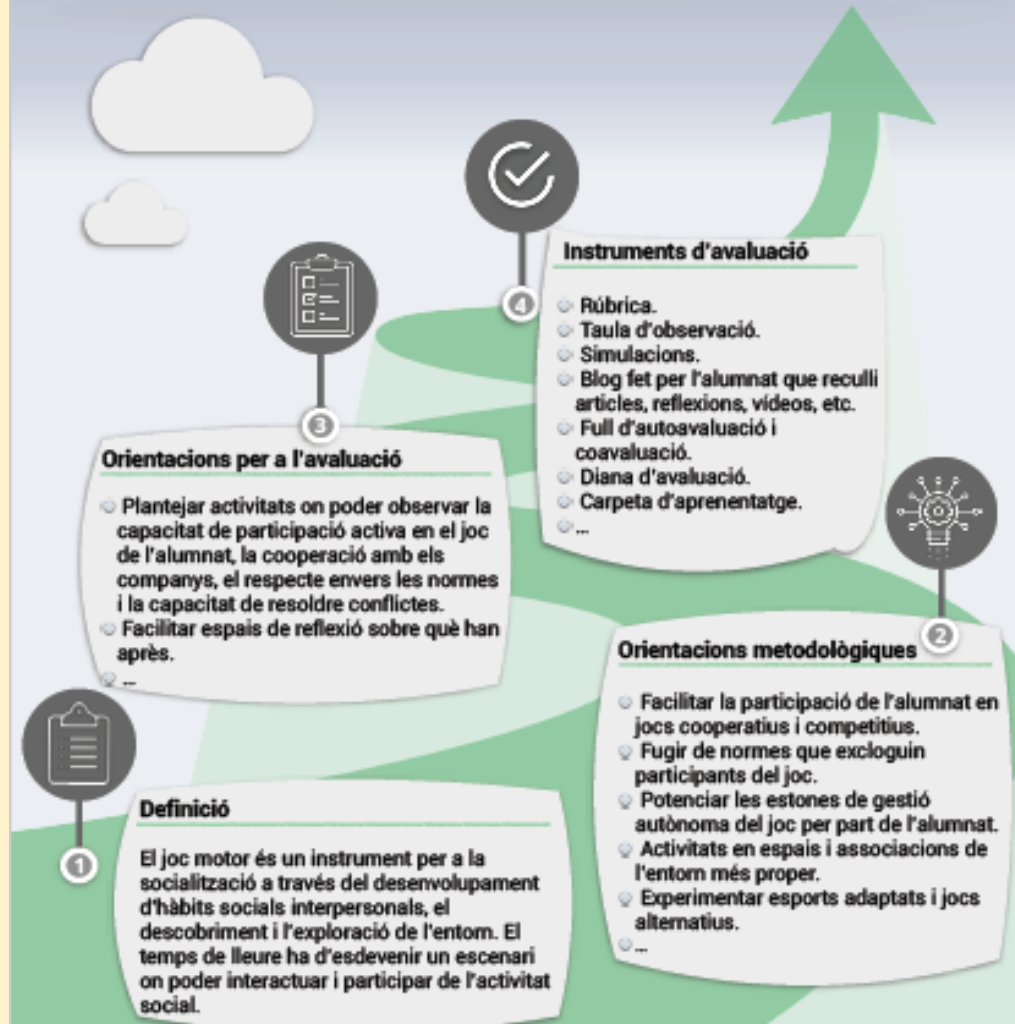 1
Definició
El joc motor és un instrument per a la
socialització a través del desenvolupament
d'hàbits socials interpersonals, el
descobriment i l'exploració de l'entorn. El
temps de lleure ha d'esdevenir un escenari
on poder interactuar i participar de l'activitat
social.
2
Orientacions metodològiques
Facilitar la participació de l'alumnat en
jocs cooperatius i competitius.
Fugir de normes que excloguin
participants del joc.
Potenciar les estones de gestió
autònoma del joc per part de l'alumnat.
Activitats en espais i associacions de
l'entorn més proper.
Experimentar esports adaptats i jocs
alternatius.
...
3
Orientacions per a l'avaluació
Plantejar activitats on poder observar la
capacitat de participació activa en el joc
de l'alumnat, la cooperació amb els
companys, el respecte envers les normes
i la capacitat de resoldre conflictes.
Facilitar espais de reflexió sobre què han
après.
...
4
Instruments d'avaluació
Rúbrica.
Taula d'observació.
Simulacions.
Blog fet per l'alumnat que reculli
articles, reflexions, vídeos, etc.
Full d'autoavaluació i
coavaluació.
Diana d'avaluació.
Carpeta d'aprenentatge.
...